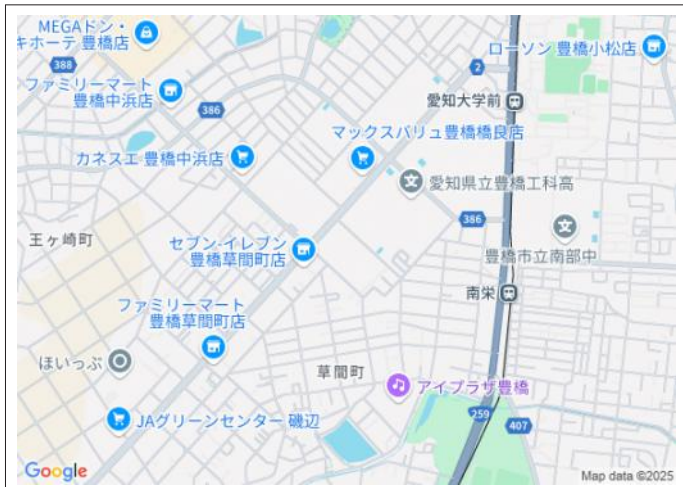 MEGAドン・
キホーテ 豊橋店
ローソン 豊橋小松店
388
2
ファミリーマート
豊橋中浜店
愛知大学前
386
マックスバリュ豊橋橋良店
カネスエ 豊橋中浜店
愛知県立豊橋工科高
386
王ヶ崎町
セブン-イレブン
豊橋草間町店
豊橋市立南部中
南栄
ファミリーマート
豊橋草間町店
ほいっぷ
草間町
アイプラザ豊橋
259
407
JAグリーンセンター 磯辺
Google
Map data ©2025